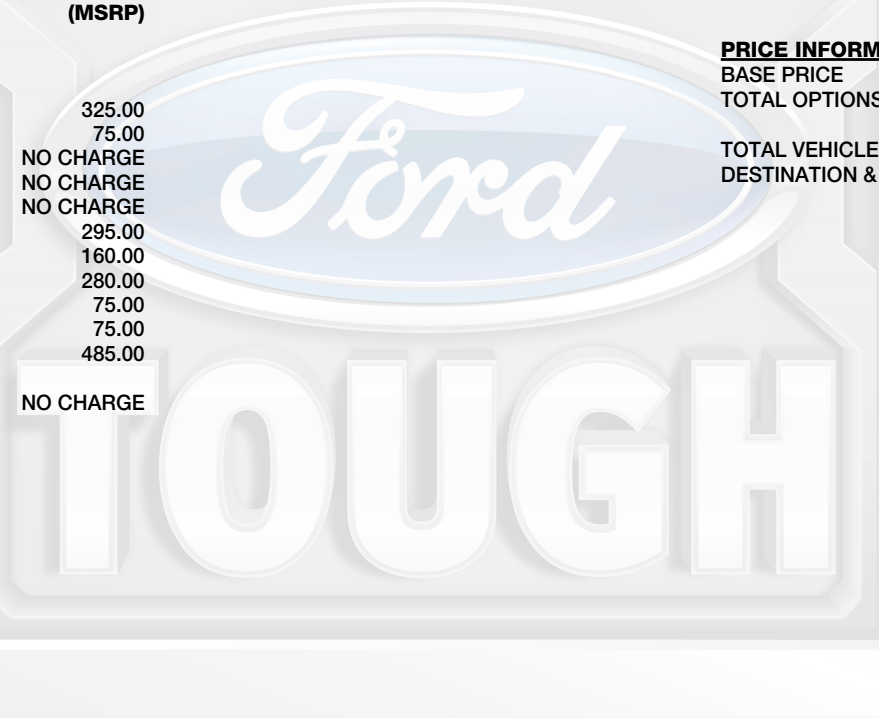 (MSRP)
325.00
75.00
NO CHARGE
NO CHARGE
NO CHARGE
295.00
160.00
280.00
75.00
75.00
485.00
NO CHARGE
PRICE INFORM
BASE PRICE
TOTAL OPTIONS
TOTAL VEHICLE
DESTINATION &
Ford
TOUGH